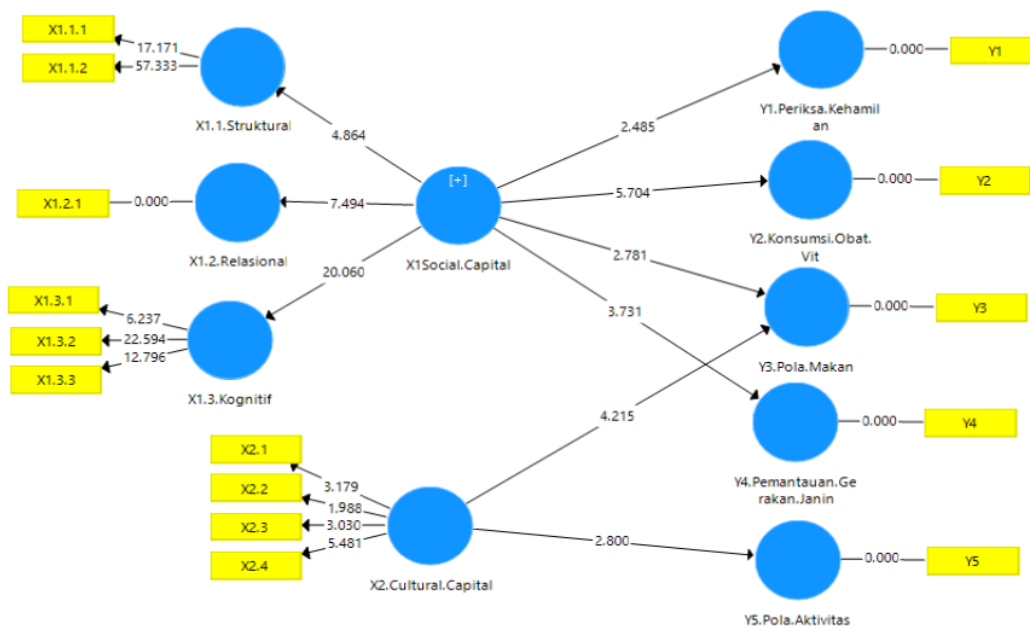 X1.1.1
17.171
X1.1.2
57.333
X1.1.Struktural
4.864
Y1.Periksa.Kehamil
an
0.000
Y1
2.485
[+]
X1Social.Capital
X1.2.1
0.000
X1.2.Relasional
7.494
5.704
Y2.Konsumsi.Obat.
Vit
0.000
Y2
20.060
2.781
X1.3.1
6.237
X1.3.2
22.594
X1.3.3
12.796
X1.3.Kognitif
3.731
Y3.Pola.Makan
0.000
Y3
4.215
Y4.Pemantauan.Ge
rakan.Janin
0.000
Y4
X2.1
3.179
X2.2
1.988
X2.3
3.030
X2.4
5.481
X2.Cultural.Capital
2.800
Y5.Pola.Aktivitas
0.000
Y5